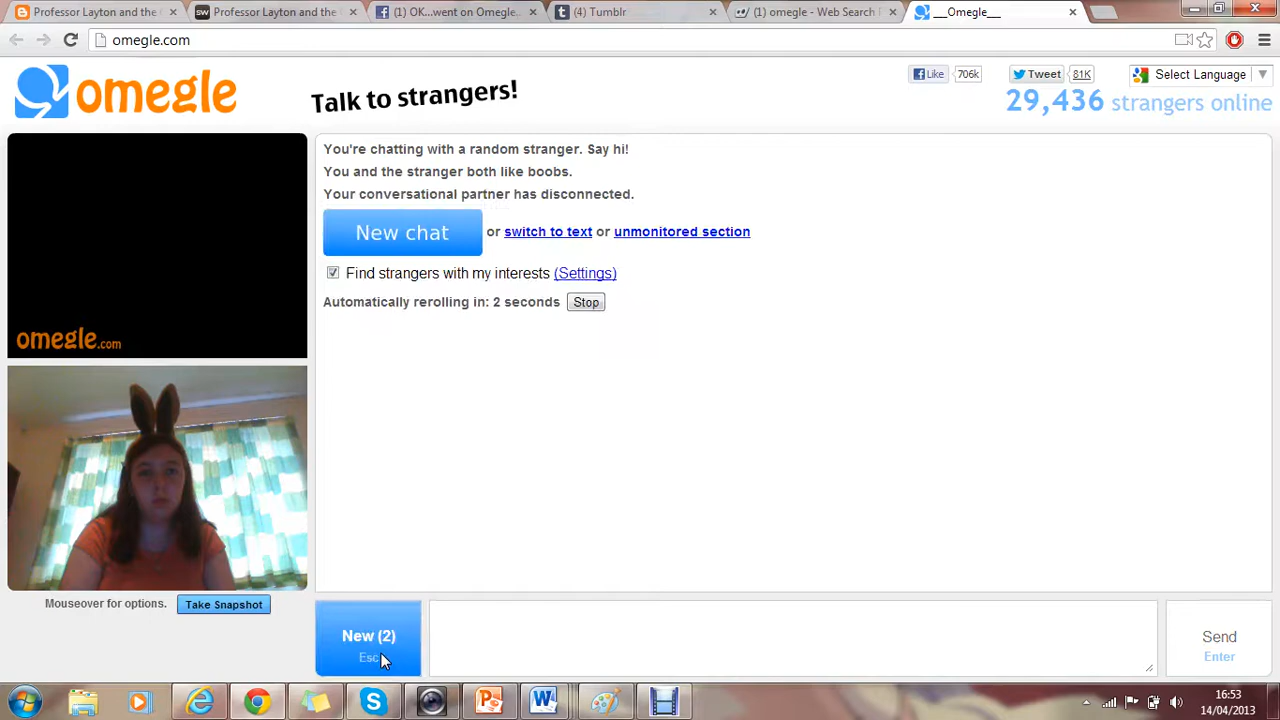 Professor Layton and the
Professor Layton and the
(1) OK...went on Omegle
(4) Tumblr
(1) omegle - Web Search
__Omegle__
omegle.com
omegle
Talk to strangers!
Like 706k
Tweet 81K
Select Language
29,436 strangers online
You're chatting with a random stranger. Say hi!
You and the stranger both like boobs.
Your conversational partner has disconnected.
New chat or switch to text or unmonitored section
Find strangers with my interests (Settings)
Automatically rerolling in: 2 seconds Stop
omegle.com
Mouseover for options. Take Snapshot
New (2)
Esc
Send
Enter
16:53
14/04/2013